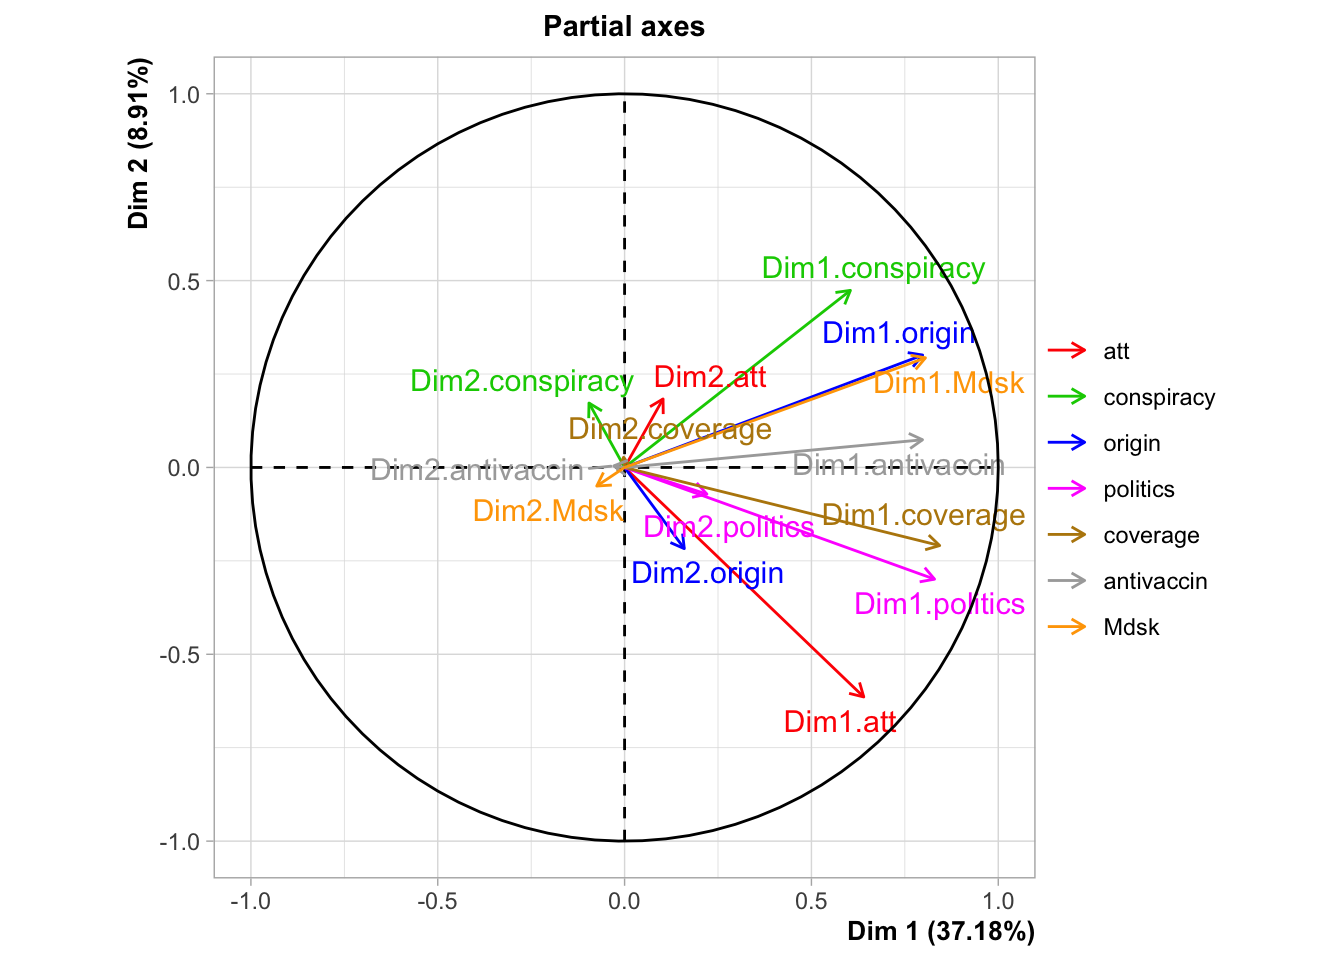 Partial axes
Dim 2 (8.91%)
1.0
0.5
0.0
-0.5
-1.0
Dim1.conspiracy
Dim1.origin
Dim2.conspiracy
Dim2.att
Dim1.Mdsk
Dim2.coverage
Dim2.antivaccin
Dim1.antivaccin
Dim2.Mdsk
Dim2.politics
Dim1.coverage
Dim2.origin
Dim1.politics
Dim1.att
att
conspiracy
origin
politics
coverage
antivaccin
Mdsk
-1.0
-0.5
0.0
0.5
1.0
Dim 1 (37.18%)